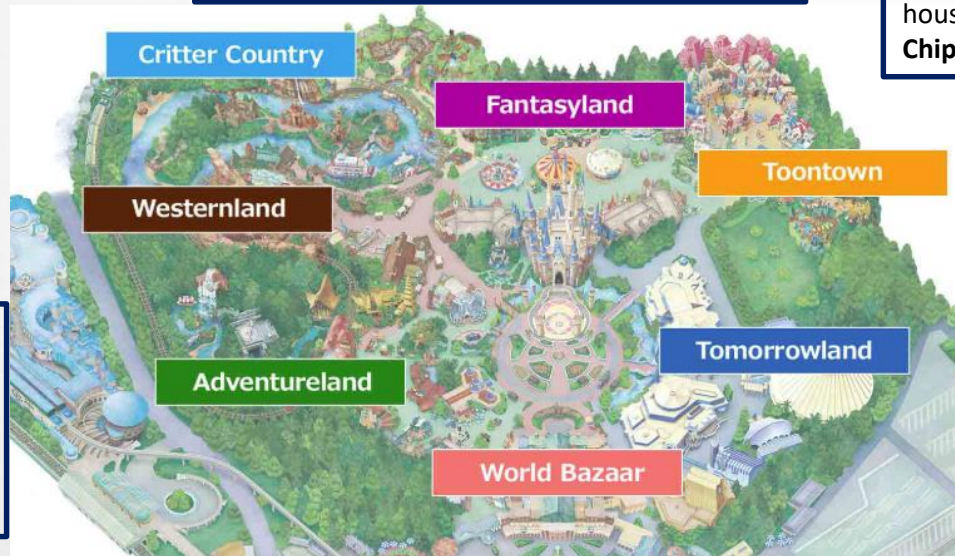 hous
Chip
Critter Country
Fantasyland
Toontown
Westernland
Tomorrowland
Adventureland
World Bazaar